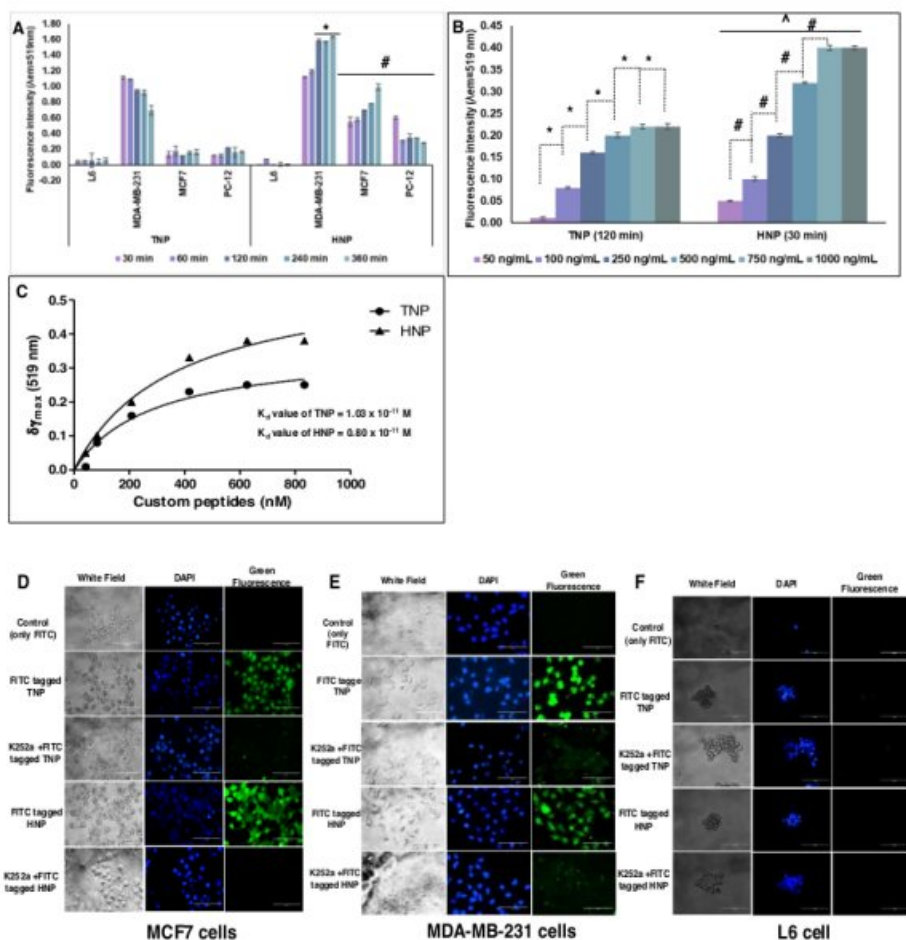 A
Fluorescence intensity (λem=519nm)
1.80
1.60
1.40
1.20
1.00
0.80
0.60
0.40
0.20
0.00
-0.20
*
#
L6
MDA-MB-231
MCF7
PC-12
L6
MDA-MB-231
MCF7
PC-12
TNP
HNP
30 min
60 min
120 min
240 min
360 min
B
Fluorescence intensity (λem=519 nm)
0.45
0.40
0.35
0.30
0.25
0.20
0.15
0.10
0.05
0.00
* * * * *
^
# # # #
TNP (120 min)
HNP (30 min)
50 ng/mL
100 ng/mL
250 ng/mL
500 ng/mL
750 ng/mL
1000 ng/mL
C
δγmax (519 nm)
0.5
0.4
0.3
0.2
0.1
0.0
0
200
400
600
800
1000
Custom peptides (nM)
TNP
HNP
Kd value of TNP = 1.03 x 10-11 M
Kd value of HNP = 0.80 x 10-11 M
D
White Field
DAPI
Green
Fluorescence
Control
(only FITC)
FITC tagged
TNP
K252a +FITC
tagged TNP
FITC tagged
HNP
K252a+FITC
tagged HNP
MCF7 cells
E
White Field
DAPI
Green
Fluorescence
Control
(only
FITC)
FITC tagged
TNP
K252a +FITC
tagged TNP
FITC tagged
HNP
K252a +FITC
tagged HNP
MDA-MB-231 cells
F
White Field
DAPI
Green
Fluorescence
Control
(only FITC)
FITC tagged
TNP
K252a +FITC
tagged TNP
FITC tagged
HNP
K252a +FITC
tagged HNP
L6 cell